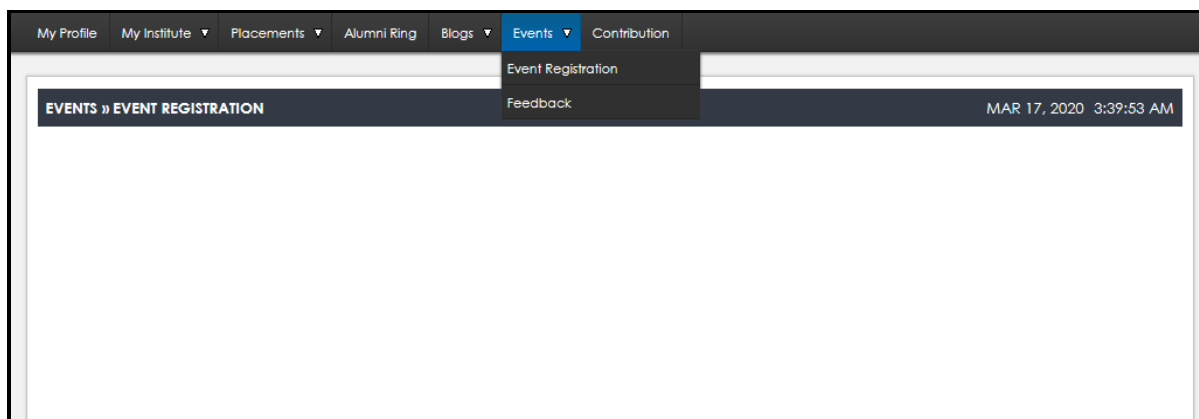 My Profile My Institute ▼ Placements ▼ Alumni Ring Blogs ▼ Events ▼ Contribution
Event Registration
Feedback
EVENTS » EVENT REGISTRATION MAR 17, 2020 3:39:53 AM